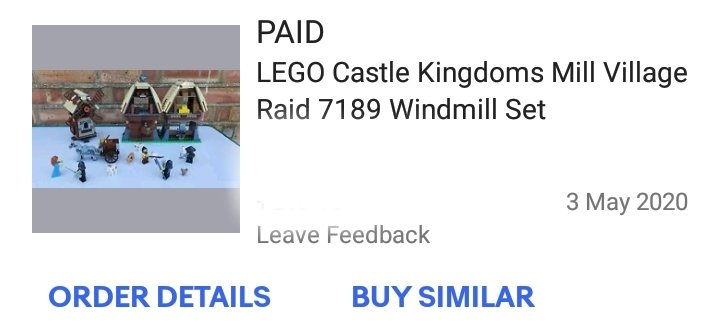 PAID
LEGO Castle Kingdoms Mill Village
Raid 7189 Windmill Set
3 May 2020
Leave Feedback
ORDER DETAILS
BUY SIMILAR